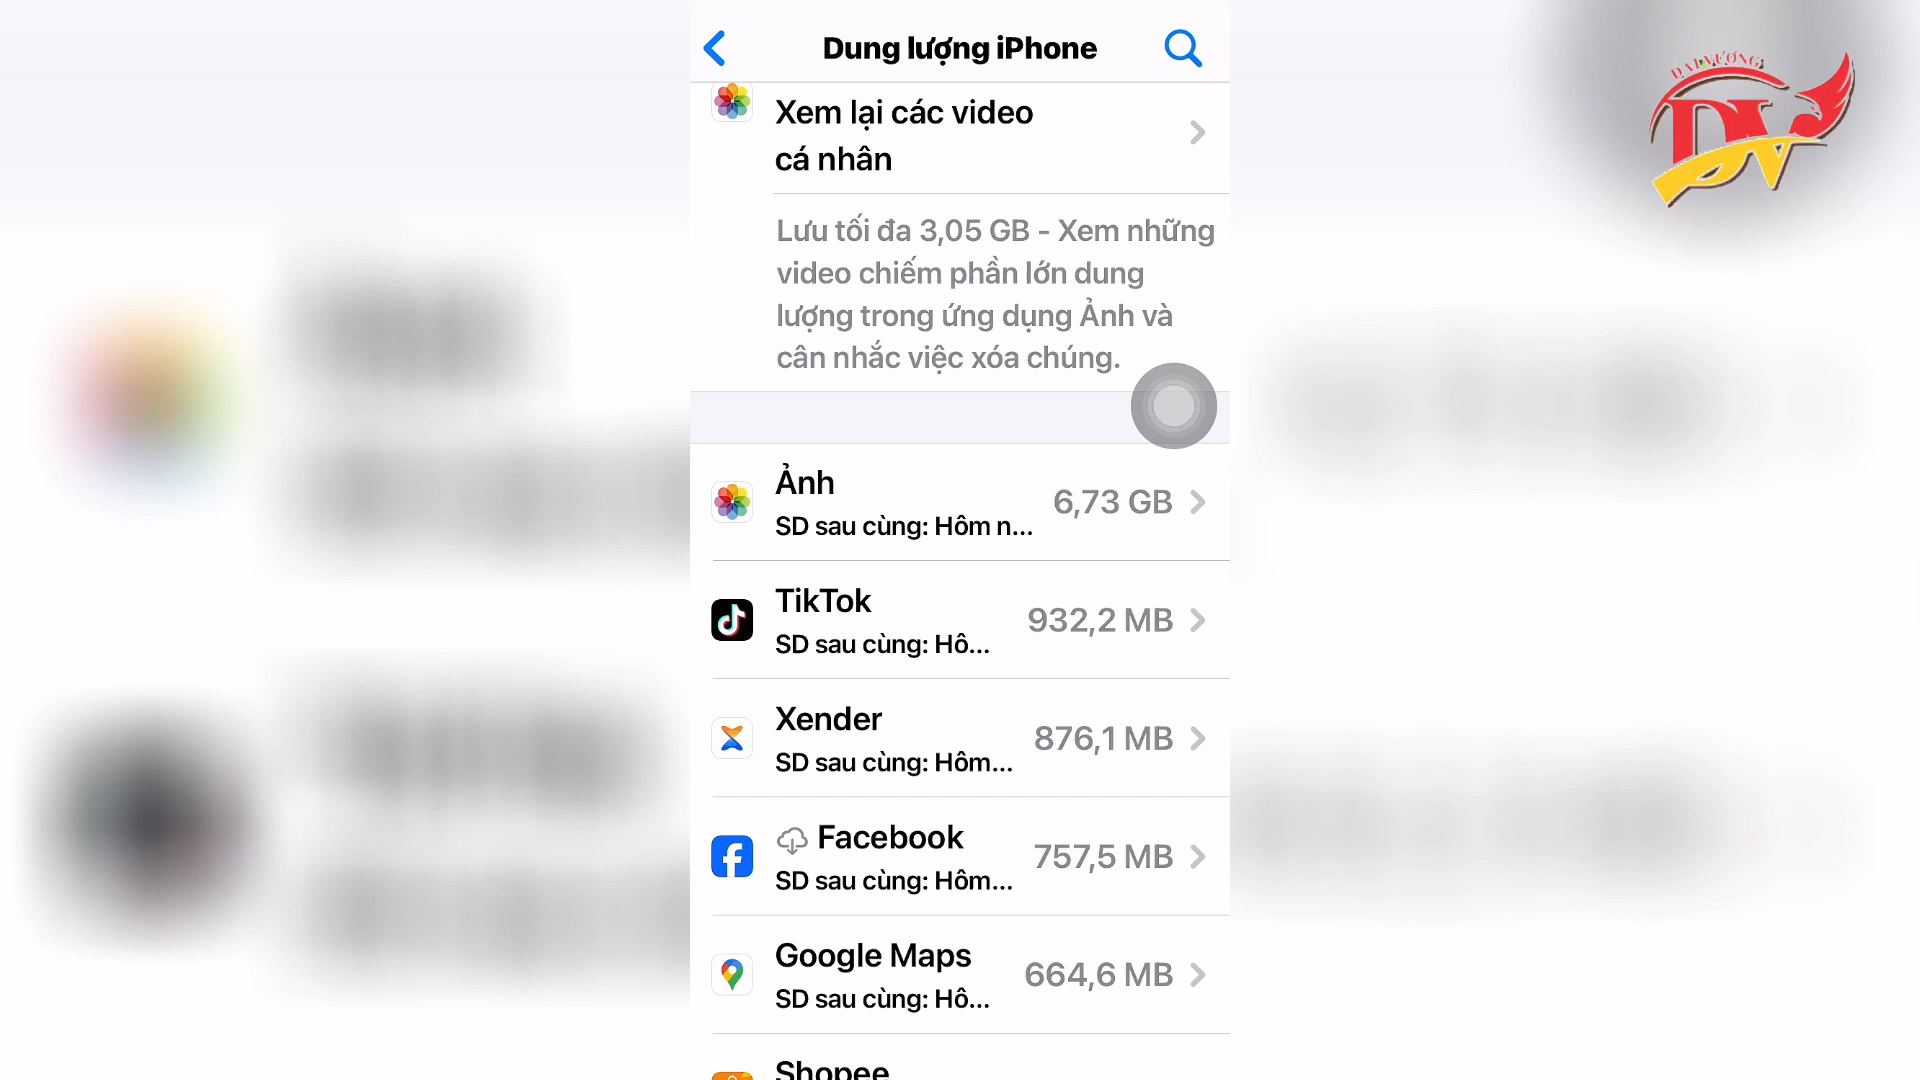 Dung lượng iPhone
ĐẠI VƯƠNG
DV
Xem lại các video
cá nhân
Lưu tối đa 3,05 GB - Xem những
video chiếm phần lớn dung
lượng trong ứng dụng Ảnh và
cân nhắc việc xóa chúng.
Ảnh
6,73 GB
SD sau cùng: Hôm n...
TikTok
932,2 MB
SD sau cùng: Hô...
Xender
876,1 MB
SD sau cùng: Hôm...
Facebook
757,5 MB
SD sau cùng: Hôm...
Google Maps
664,6 MB
SD sau cùng: Hô...
Shopee